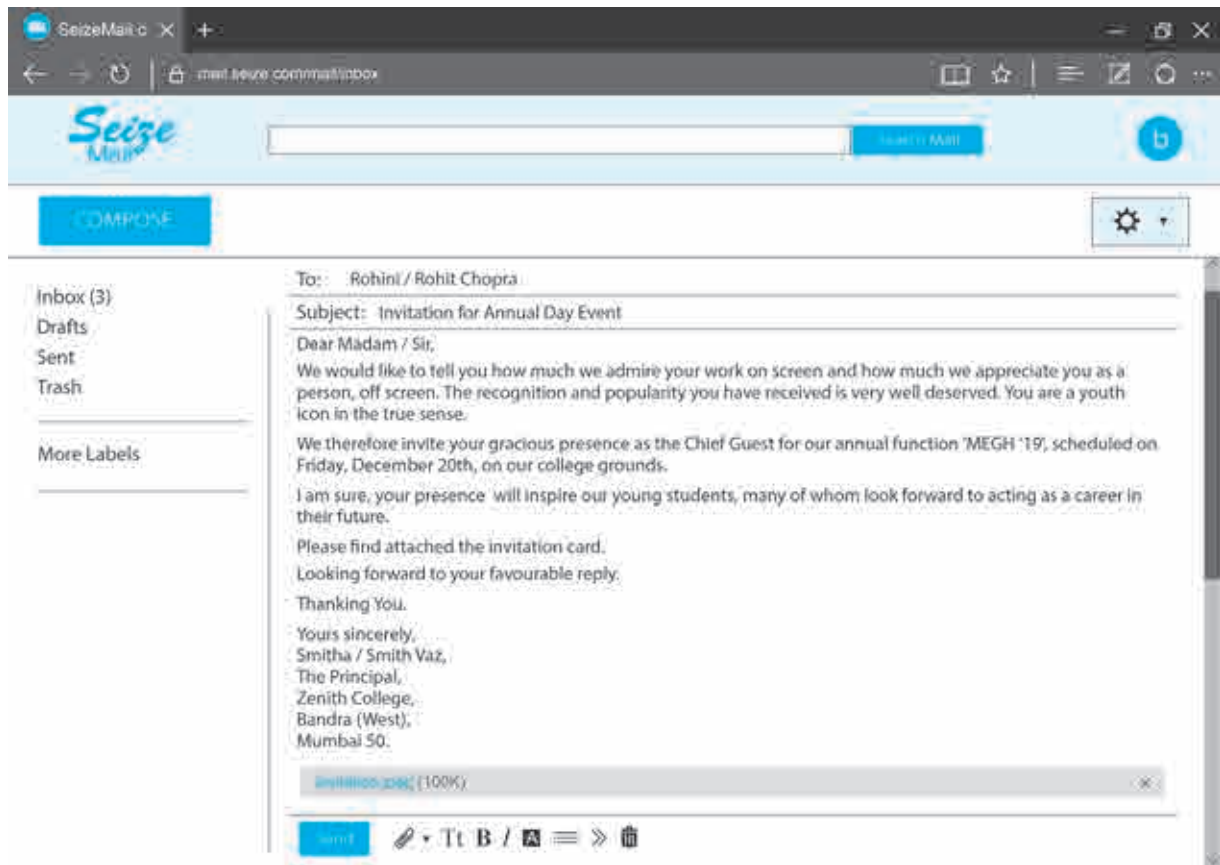 SeizeMail.c
Seize
Mail
Search Mail
b
COMPOSE
Inbox (3)
Drafts
Sent
Trash
More Labels
To: Rohini / Rohit Chopra
Subject: Invitation for Annual Day Event
Dear Madam / Sir,
We would like to tell you how much we admire your work on screen and how much we appreciate you as a
person, off screen. The recognition and popularity you have received is very well deserved. You are a youth
icon in the true sense.
We therefore invite your gracious presence as the Chief Guest for our annual function 'MEGH '19', scheduled on
Friday, December 20th, on our college grounds.
I am sure, your presence will inspire our young students, many of whom look forward to acting as a career in
their future.
Please find attached the invitation card.
Looking forward to your favourable reply.
Thanking You.
Yours sincerely,
Smitha / Smith Vaz,
The Principal,
Zenith College,
Bandra (West),
Mumbai 50.
(100K)
Send
Tt B I A